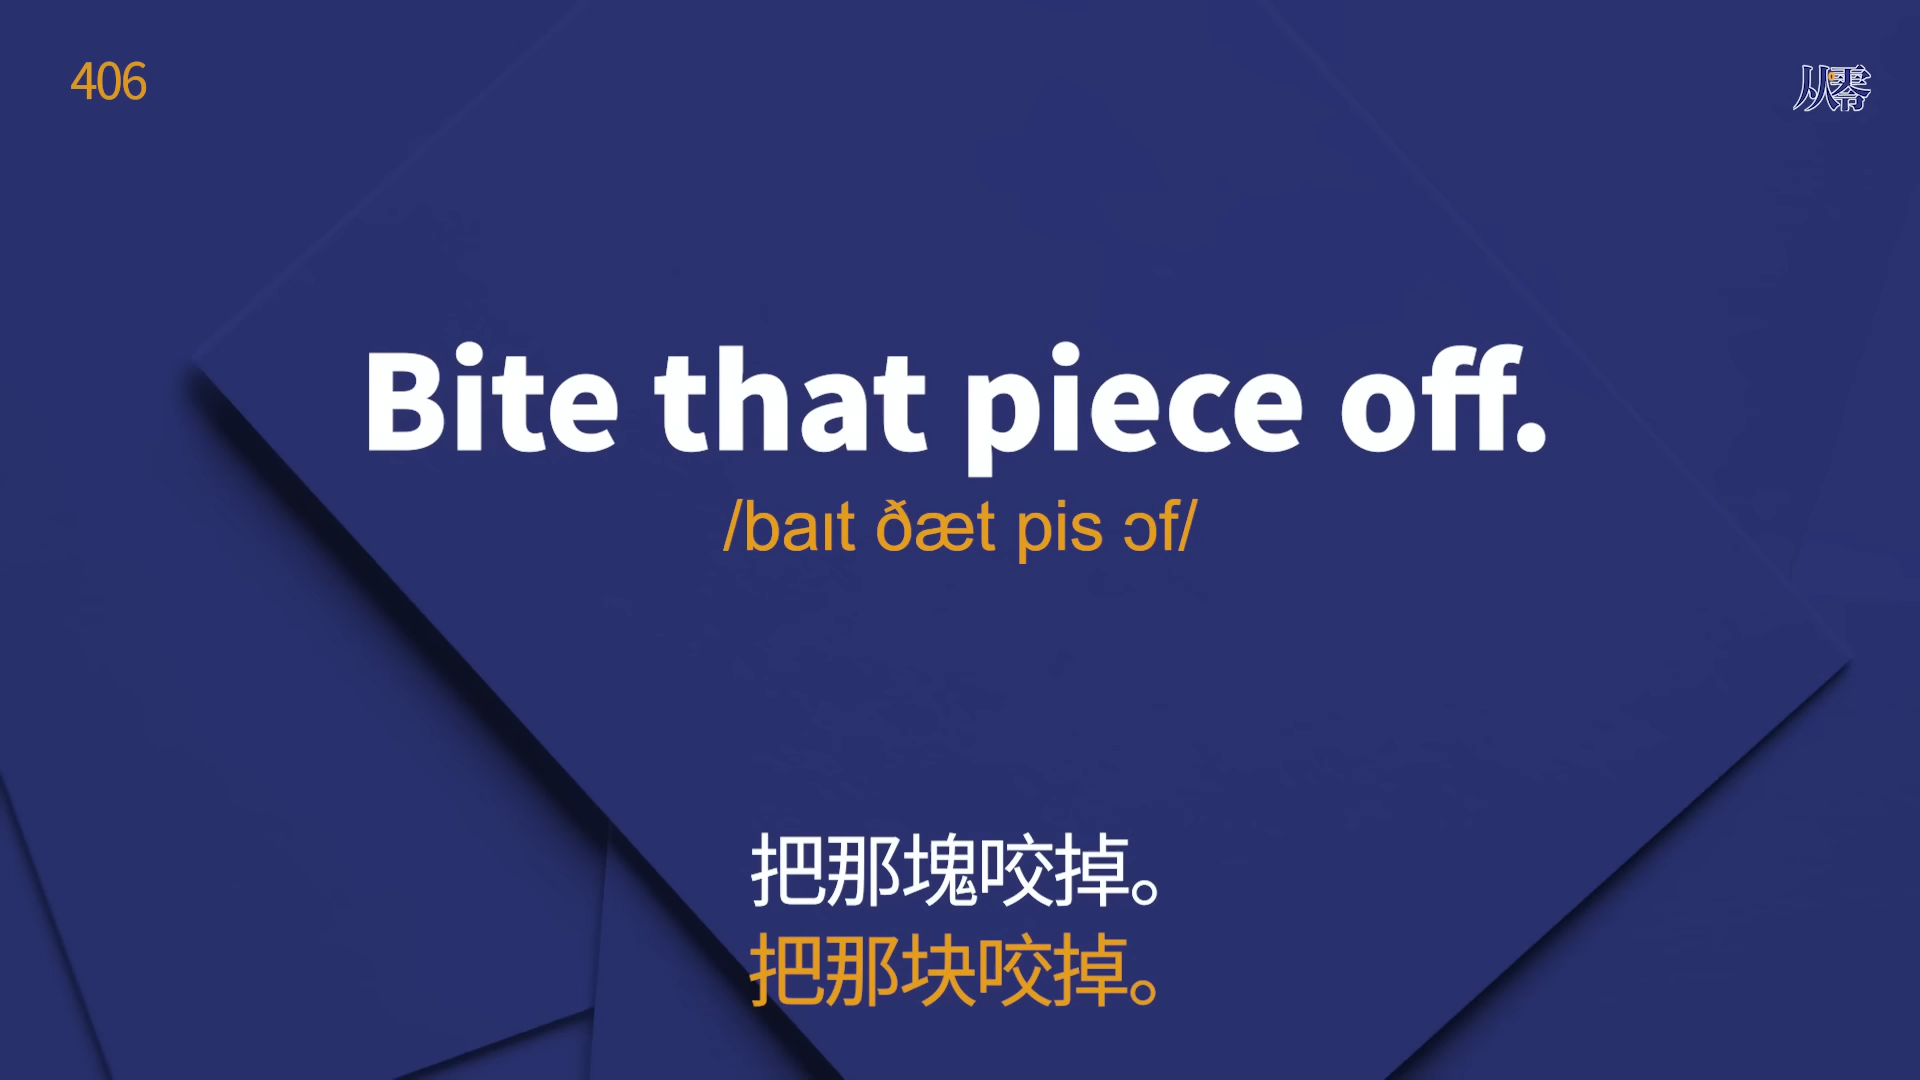 406
从零
Bite that piece off.
/baɪt ðæt pis ɔf/
把那塊咬掉。
把那块咬掉。